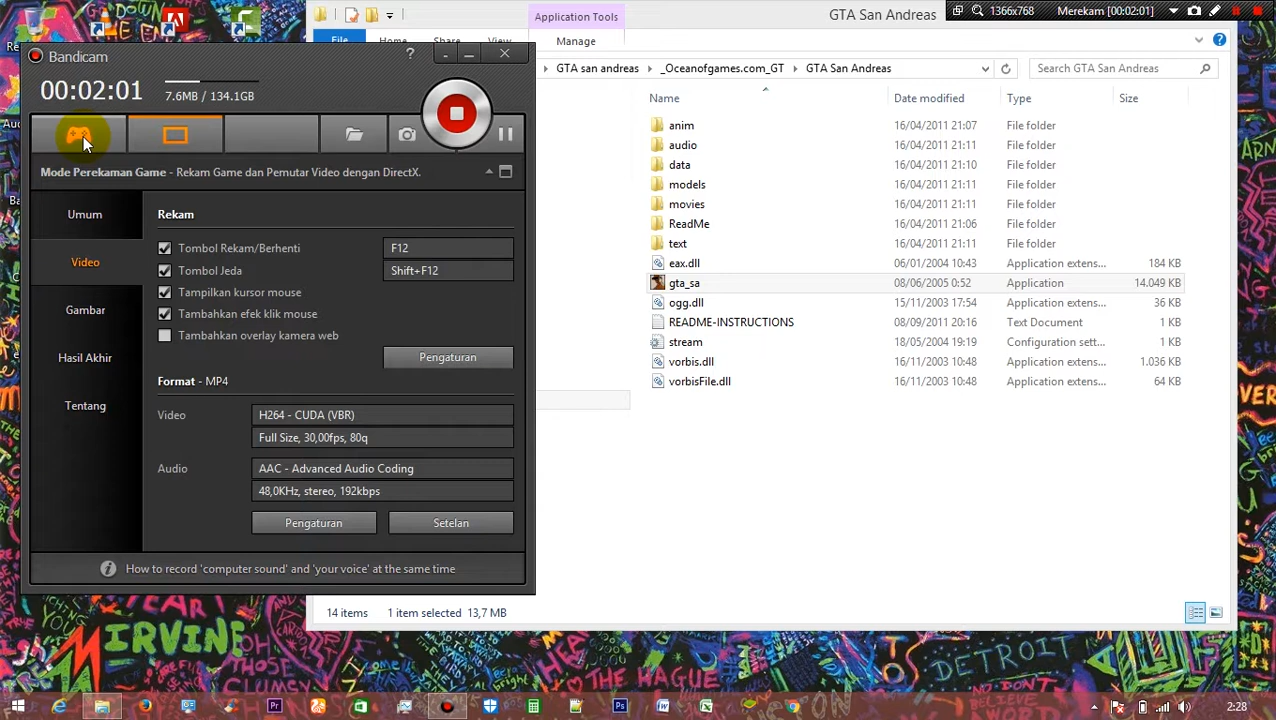 GTA San Andreas
1366x768
Merekam [00:02:01]
Application Tools
File
Home
Share
View
Manage
GTA san andreas
_Oceanofgames.com_GT
GTA San Andreas
Search GTA San Andreas
Bandicam
00:02:01
7.6MB / 134.1GB
Mode Perekaman Game - Rekam Game dan Pemutar Video dengan DirectX.
Umum
Video
Gambar
Hasil Akhir
Tentang
Rekam
Tombol Rekam/Berhenti
F12
Tombol Jeda
Shift+F12
Tampilkan kursor mouse
Tambahkan efek klik mouse
Tambahkan overlay kamera web
Pengaturan
Format - MP4
Video
H264 - CUDA (VBR)
Full Size, 30,00fps, 80q
Audio
AAC - Advanced Audio Coding
48,0KHz, stereo, 192kbps
Pengaturan
Setelan
How to record 'computer sound' and 'your voice' at the same time
Name
Date modified
Type
Size
anim
16/04/2011 21:07
File folder
audio
16/04/2011 21:07
File folder
data
16/04/2011 21:11
File folder
models
16/04/2011 21:11
File folder
movies
16/04/2011 21:11
File folder
ReadMe
16/04/2011 21:06
File folder
text
16/04/2011 21:11
File folder
eax.dll
06/01/2004 10:43
Application extens...
184 KB
gta_sa
08/06/2005 0:52
Application
14.049 KB
ogg.dll
15/11/2003 17:54
Application extens...
36 KB
README-INSTRUCTIONS
08/09/2011 20:16
Text Document
1 KB
stream
18/05/2004 19:19
Configuration sett...
1 KB
vorbis.dll
16/11/2003 10:48
Application extens...
1.036 KB
vorbisFile.dll
16/11/2003 10:48
Application extens...
64 KB
14 items
1 item selected
13,7 MB
MIRVINE
DETROIT
2:28